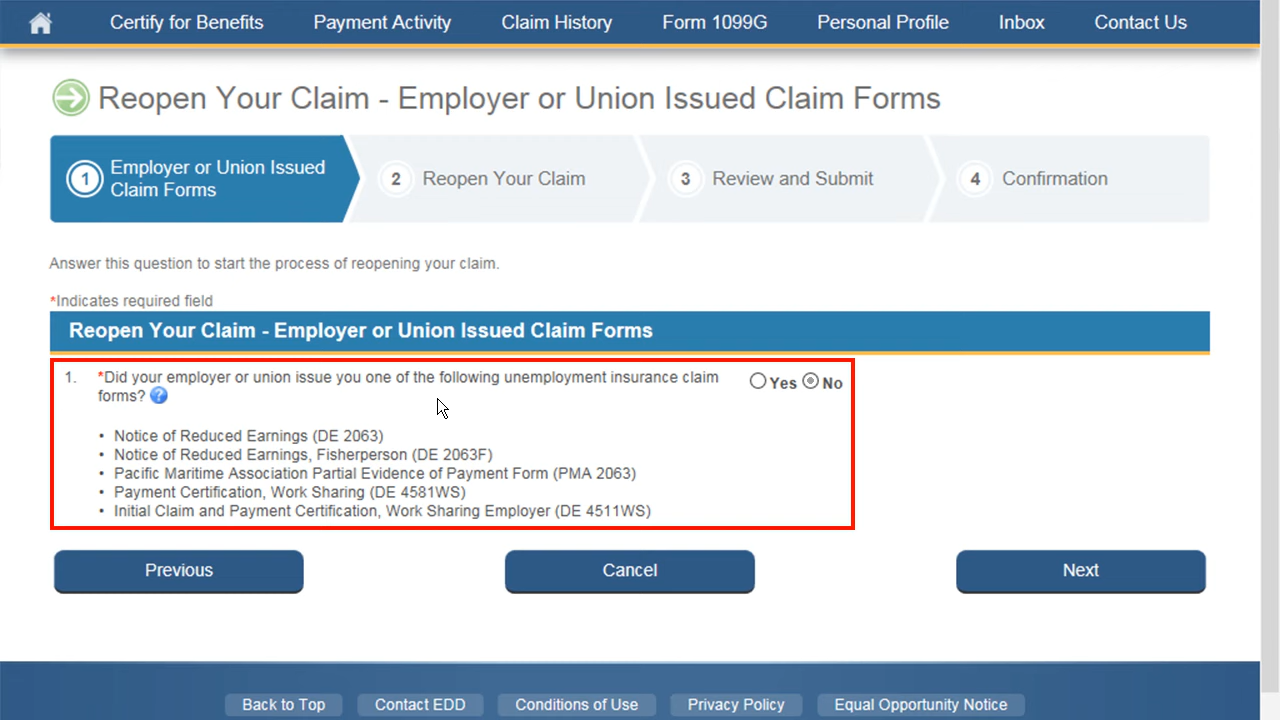 Certify for Benefits Payment Activity Claim History Form 1099G Personal Profile Inbox Contact Us
Reopen Your Claim - Employer or Union Issued Claim Forms
1 Employer or Union Issued
Claim Forms
2 Reopen Your Claim
3 Review and Submit
4 Confirmation
Answer this question to start the process of reopening your claim.
*Indicates required field
Reopen Your Claim - Employer or Union Issued Claim Forms
1. *Did your employer or union issue you one of the following unemployment insurance claim
forms? ?
Yes No
• Notice of Reduced Earnings (DE 2063)
• Notice of Reduced Earnings, Fisherperson (DE 2063F)
• Pacific Maritime Association Partial Evidence of Payment Form (PMA 2063)
• Payment Certification, Work Sharing (DE 4581WS)
• Initial Claim and Payment Certification, Work Sharing Employer (DE 4511WS)
Previous Cancel Next
Back to Top Contact EDD Conditions of Use Privacy Policy Equal Opportunity Notice